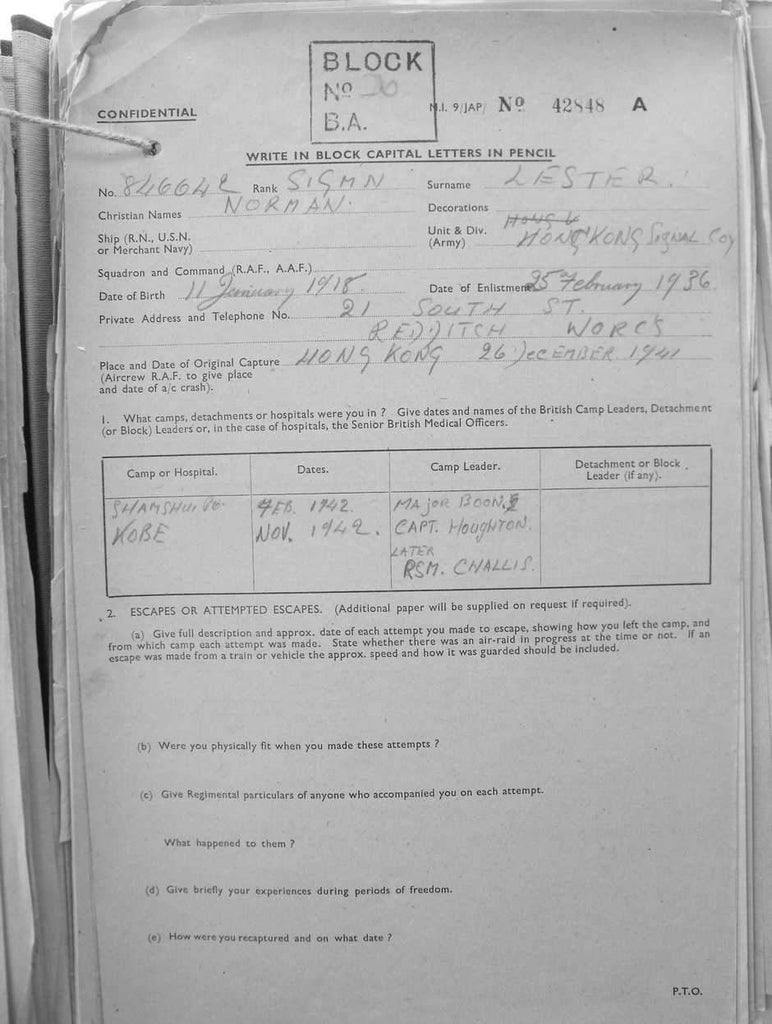 BLOCK
Nº 20
B.A.
CONFIDENTIAL
M.I. 9/JAP/ Nº 42848 A
WRITE IN BLOCK CAPITAL LETTERS IN PENCIL
No. 846642 Rank SIGMN Surname LESTER.
Christian Names NORMAN. Decorations
Ship (R.N., U.S.N. or Merchant Navy) Unit & Div. (Army) HONG KONG SIGNAL COY
Squadron and Command (R.A.F., A.A.F.)
Date of Birth 11 January 1918. Date of Enlistment 25 February 1936.
Private Address and Telephone No. 21 SOUTH ST.
REDDITCH WORCS
Place and Date of Original Capture HONG KONG 26 DECEMBER 1941
(Aircrew R.A.F. to give place
and date of a/c crash).
1. What camps, detachments or hospitals were you in ? Give dates and names of the British Camp Leaders, Detachment
(or Block) Leaders or, in the case of hospitals, the Senior British Medical Officers.
Camp or Hospital. Dates. Camp Leader. Detachment or Block Leader (if any).
SHAMSHUI PO. FEB. 1942. MAJOR BOON.
KOBE NOV. 1942. CAPT. HOUGHTON.
LATER
RSM. CHALLIS.
2. ESCAPES OR ATTEMPTED ESCAPES. (Additional paper will be supplied on request if required).
(a) Give full description and approx. date of each attempt you made to escape, showing how you left the camp, and
from which camp each attempt was made. State whether there was an air-raid in progress at the time or not. If an
escape was made from a train or vehicle the approx. speed and how it was guarded should be included.
(b) Were you physically fit when you made these attempts ?
(c) Give Regimental particulars of anyone who accompanied you on each attempt.
What happened to them ?
(d) Give briefly your experiences during periods of freedom.
(e) How were you recaptured and on what date ?
P.T.O.